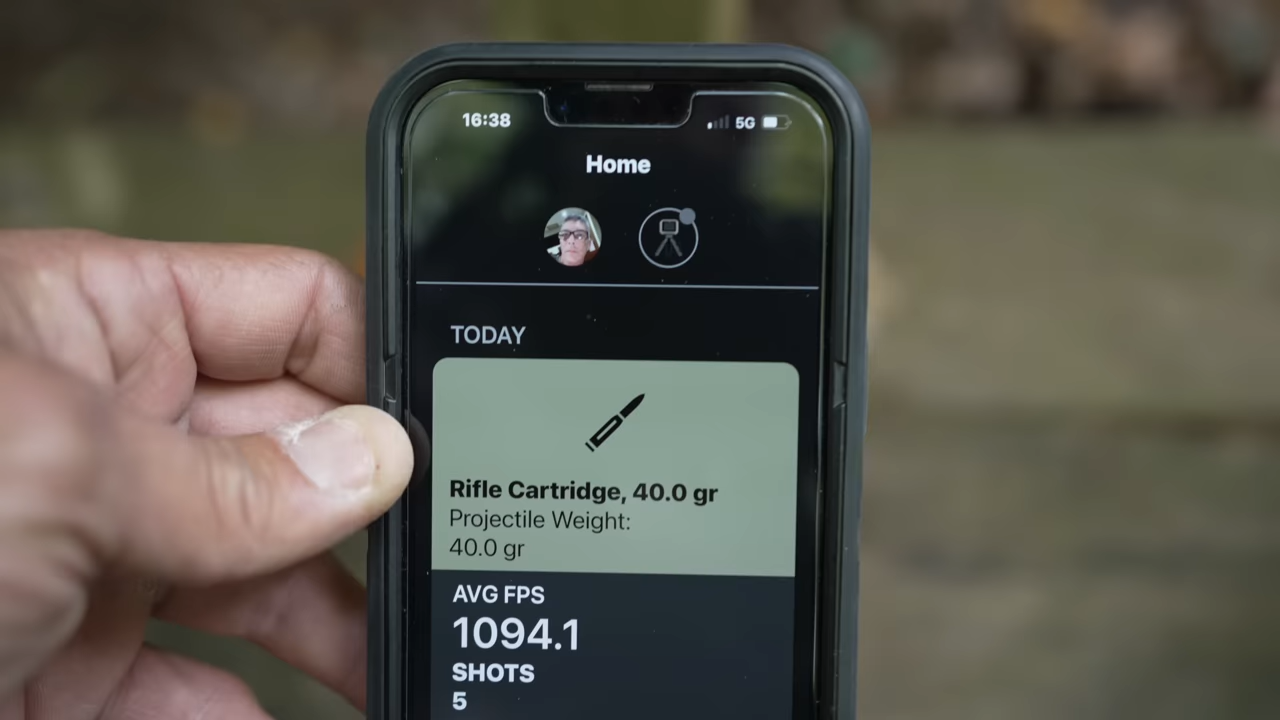 16:38
5G
Home
TODAY
Rifle Cartridge, 40.0 gr
Projectile Weight:
40.0 gr
AVG FPS
1094.1
SHOTS
5